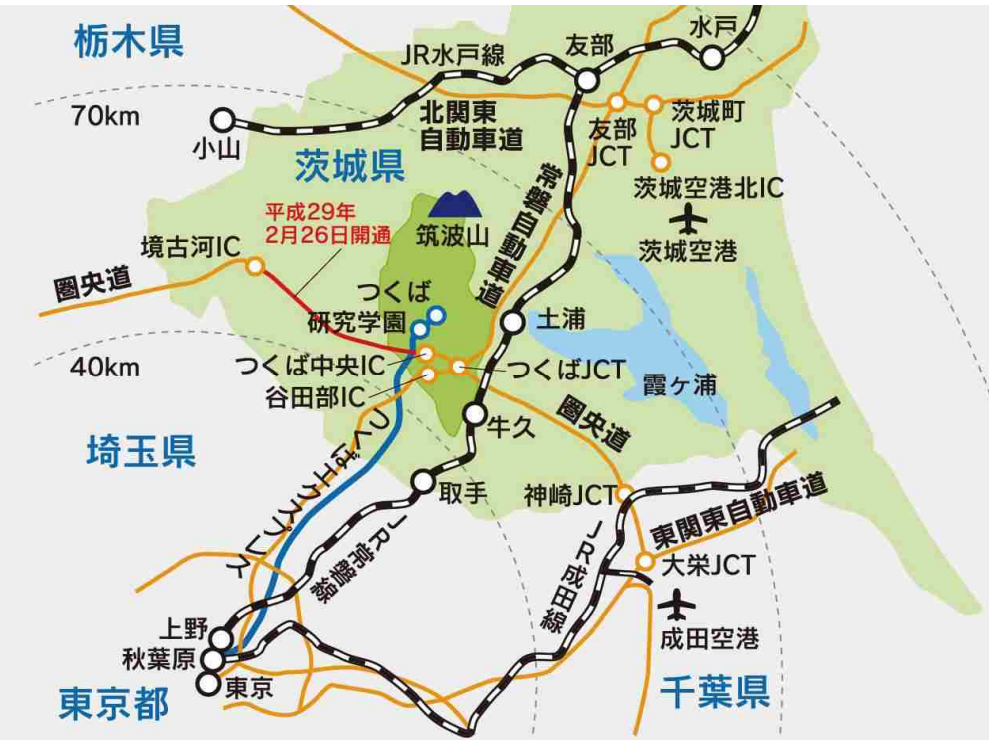 栃木県
水戸
友部
JR水戸線
70km
小山
北関東
自動車道
友部
JCT
茨城町
JCT
茨城県
茨城空港北IC
茨城空港
常磐自動車道
平成29年
2月26日開通
筑波山
境古河IC
圏央道
つくば
研究学園
土浦
つくば中央IC
つくばJCT
谷田部IC
40km
霞ヶ浦
圏央道
牛久
つくばエクスプレス
埼玉県
取手
神崎JCT
東関東自動車道
JR常磐線
JR成田線
大栄JCT
成田空港
上野
秋葉原
東京
東京都
千葉県